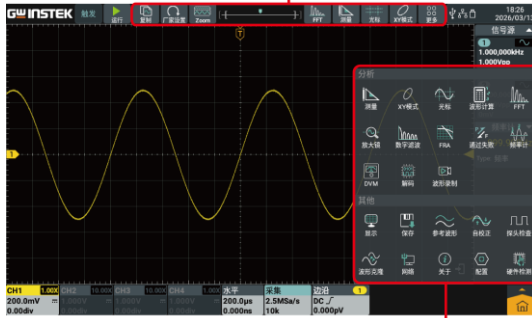 GWINSTEK 触发 运行 复制 厂家设置 Zoom FFT 测量 光标 XY模式 更多 18:26
2026/03/13
信号源
1
1.000,000kHz
1.000Vpp
分析
测量 XY模式 光标 波形计算 FFT
放大镜 数字滤波 FRA 通过失败 频率计
DVM 解码 波形录制
其他
显示 保存 参考波形 自校正 探头检查
波形克隆 网络 关于 配置 硬件检测
T
1
CH1 1.00X CH2 10.00X CH3 10.00X CH4 1.00X 水平 采集 边沿 1
200.0mV 200.0µs 2.5MSa/s DC
0.00div 0.000ns 10k 0.000pV